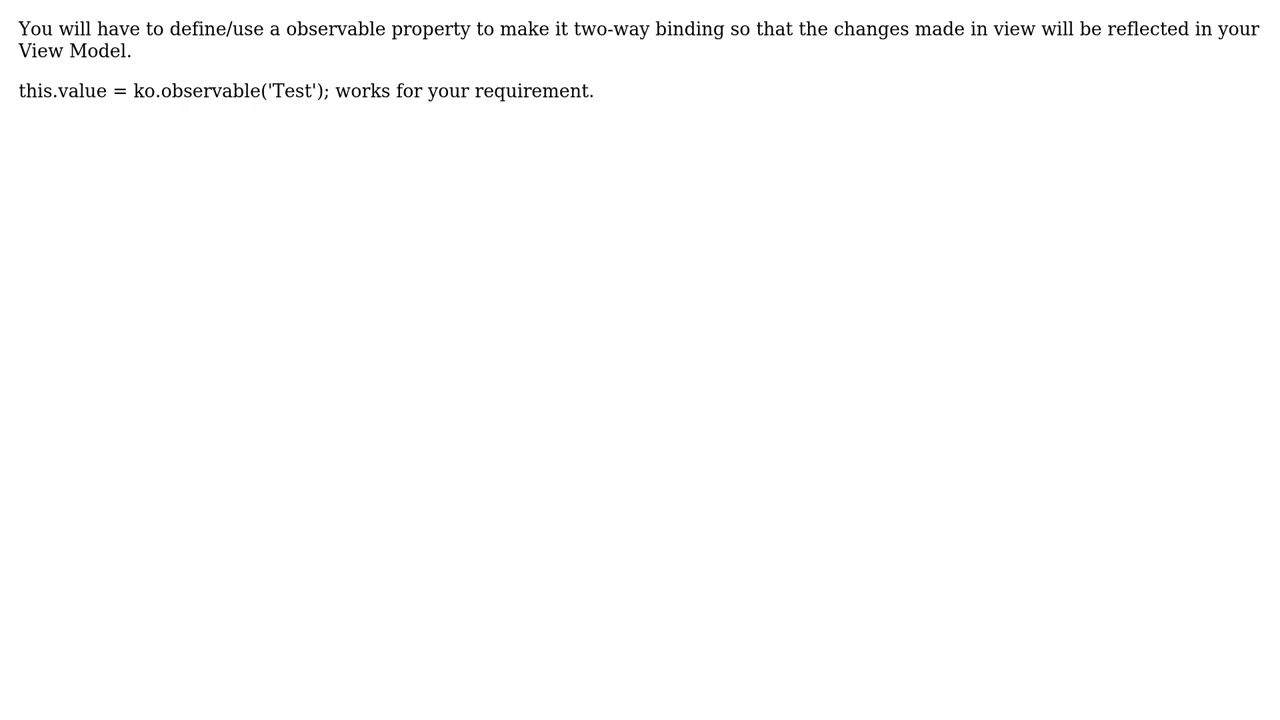 You will have to define/use a observable property to make it two-way binding so that the changes made in view will be reflected in your
View Model.
this.value = ko.observable('Test'); works for your requirement.